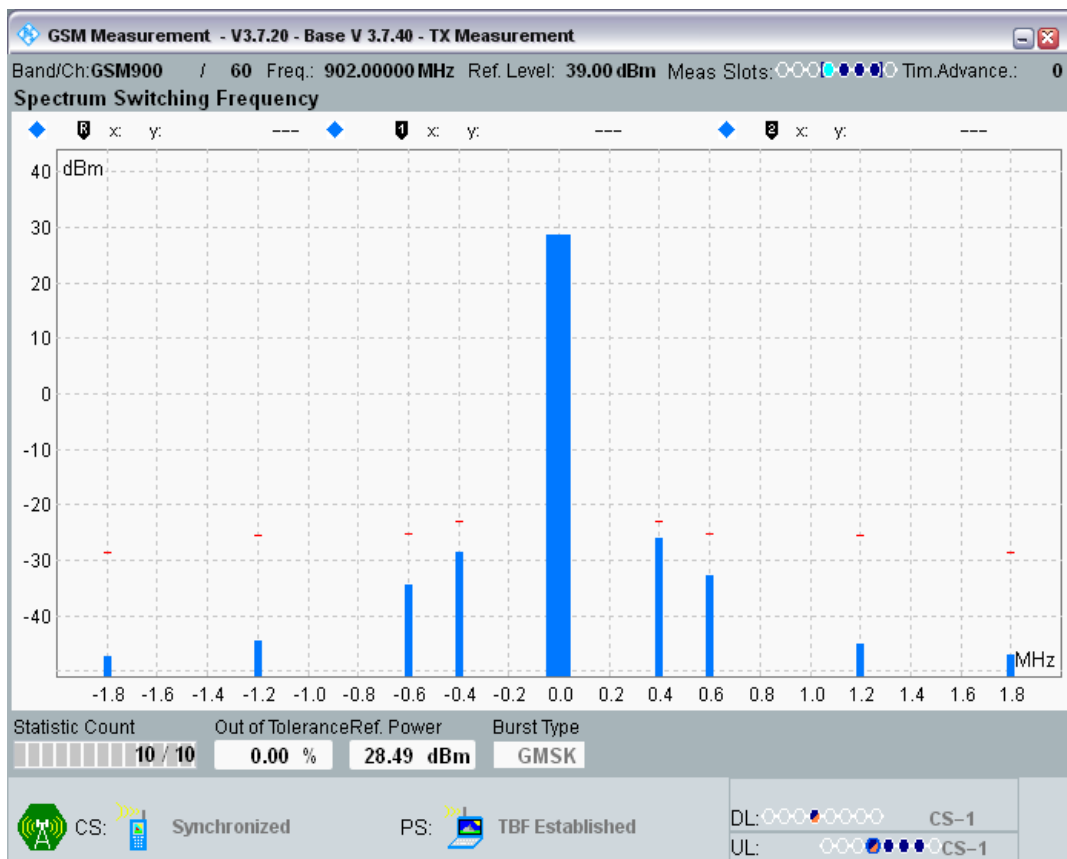 GSM Measurement - V3.7.20 - Base V 3.7.40 - TX Measurement
Band/Ch:GSM900 / 60 Freq.: 902.00000 MHz Ref. Level: 39.00 dBm Meas Slots: Tim.Advance.: 0
Spectrum Switching Frequency
R x: y: --- 1 x: y: --- 2 x: y: ---
dBm
40
30
20
10
0
-10
-20
-30
-40
MHz
-1.8 -1.6 -1.4 -1.2 -1.0 -0.8 -0.6 -0.4 -0.2 0.0 0.2 0.4 0.6 0.8 1.0 1.2 1.4 1.6 1.8
Statistic Count Out of Tolerance Ref. Power Burst Type
10 / 10 0.00 % 28.49 dBm GMSK
CS: Synchronized PS: TBF Established DL: CS-1
UL: CS-1